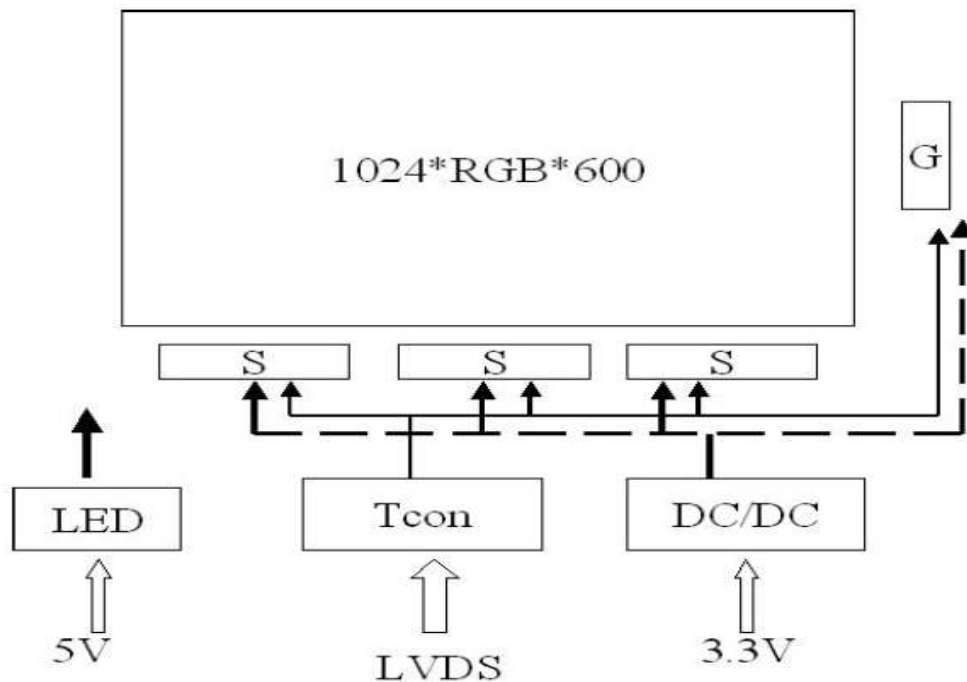 1024*RGB*600
G
S
S
S
LED
Tcon
DC/DC
5V
LVDS
3.3V